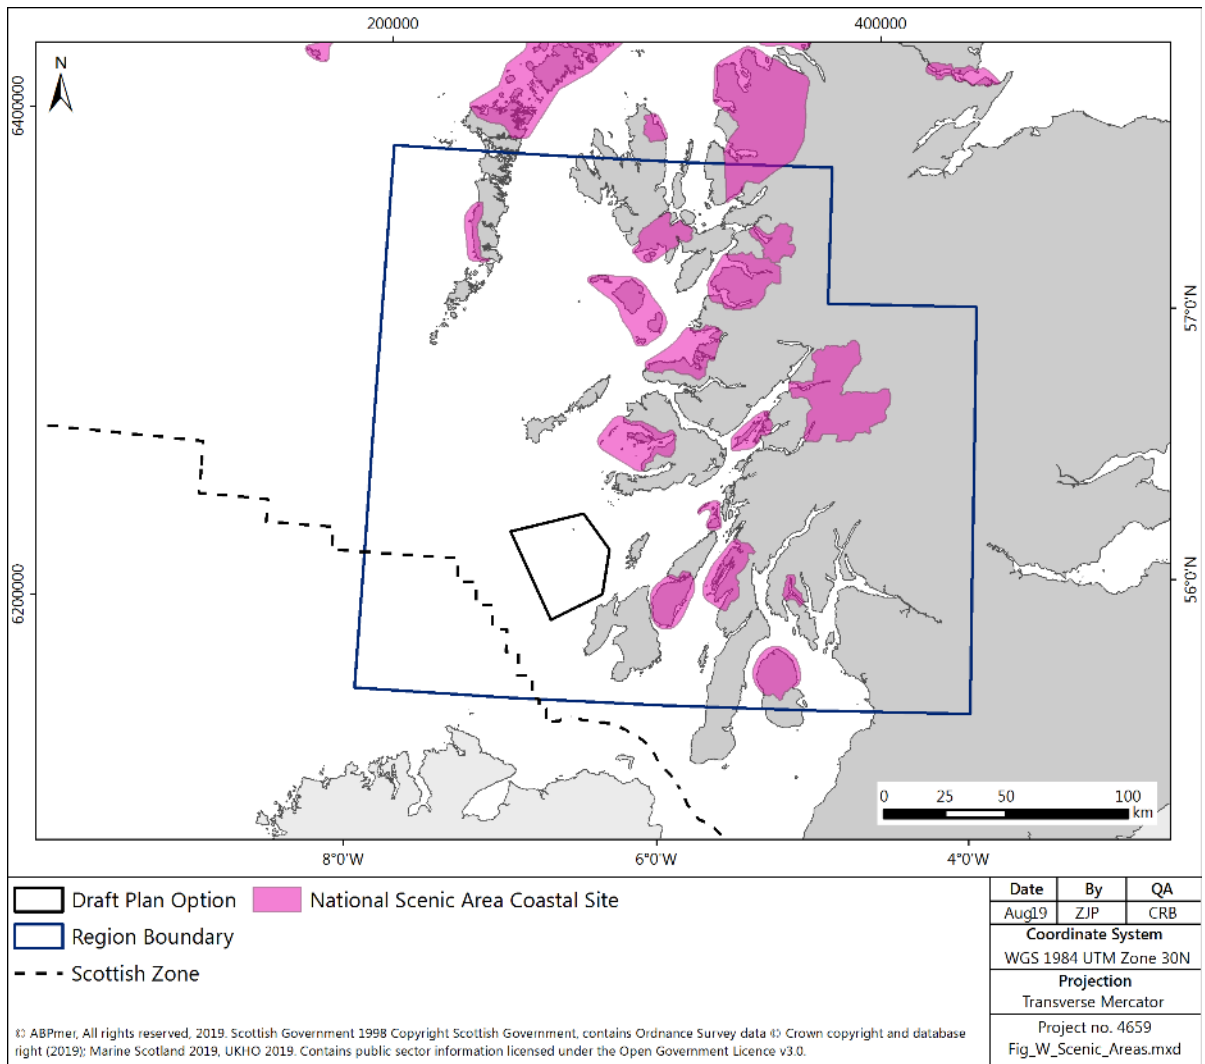 200000 400000
N
6400000
57°0'N
6200000
56°0'N
0 25 50 100
km
8°0'W 6°0'W 4°0'W
Draft Plan Option National Scenic Area Coastal Site
Region Boundary
Scottish Zone
Date By QA
Aug19 ZJP CRB
Coordinate System
WGS 1984 UTM Zone 30N
Projection
Transverse Mercator
Project no. 4659
Fig_W_Scenic_Areas.mxd
© ABPmer, All rights reserved, 2019. Scottish Government 1998 Copyright Scottish Government, contains Ordnance Survey data © Crown copyright and database
right (2019); Marine Scotland 2019, UKHO 2019. Contains public sector information licensed under the Open Government Licence v3.0.